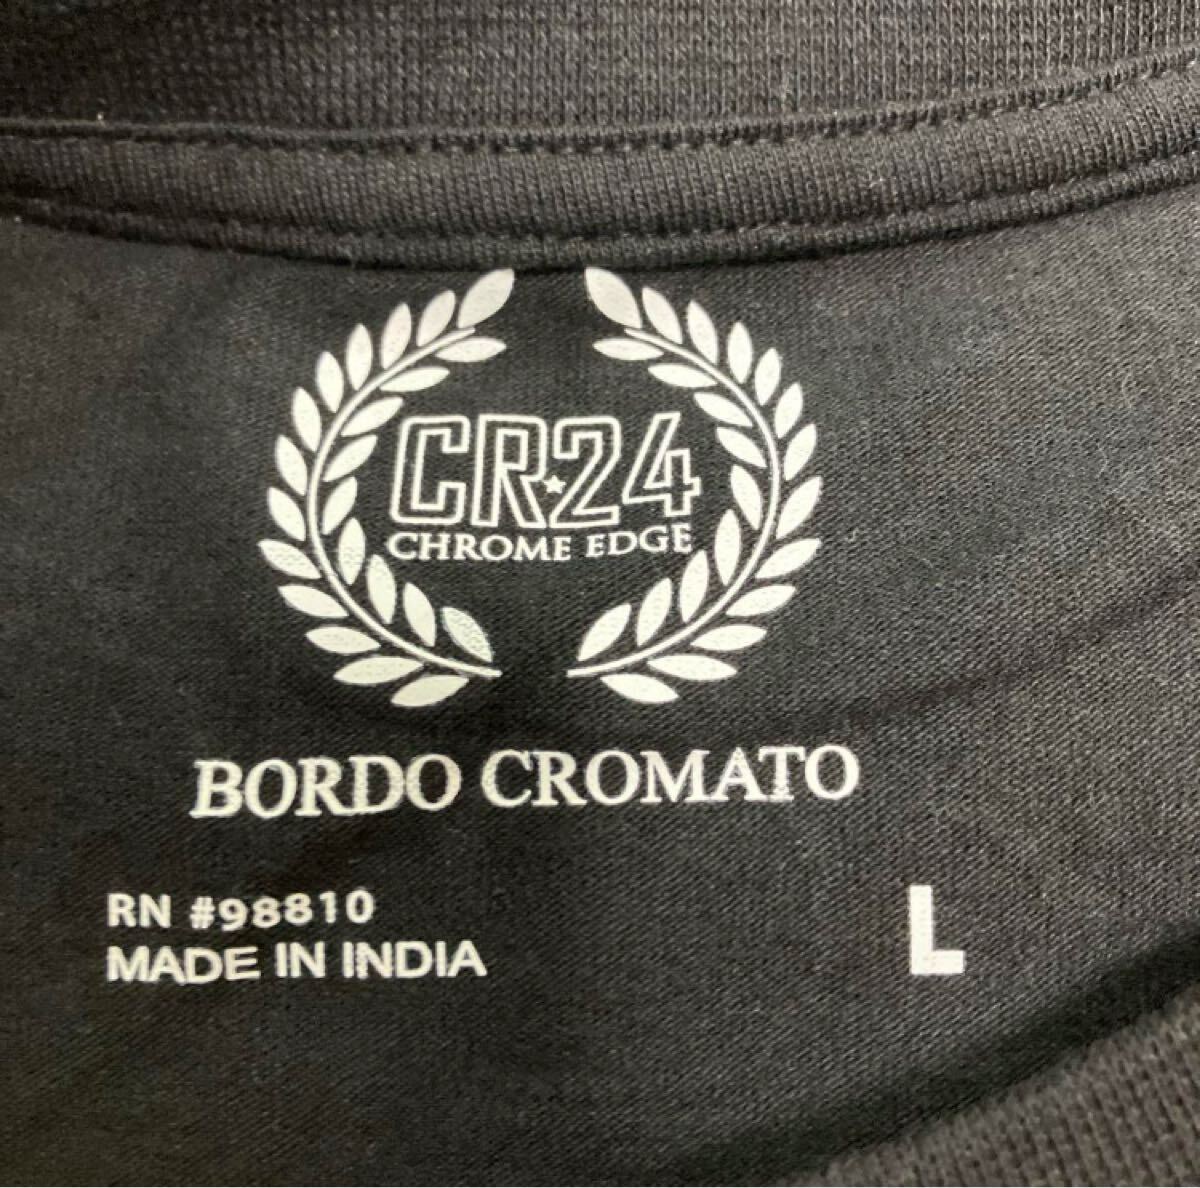 CR★24
CHROME EDGE
BORDO CROMATO
RN #98810
MADE IN INDIA
L